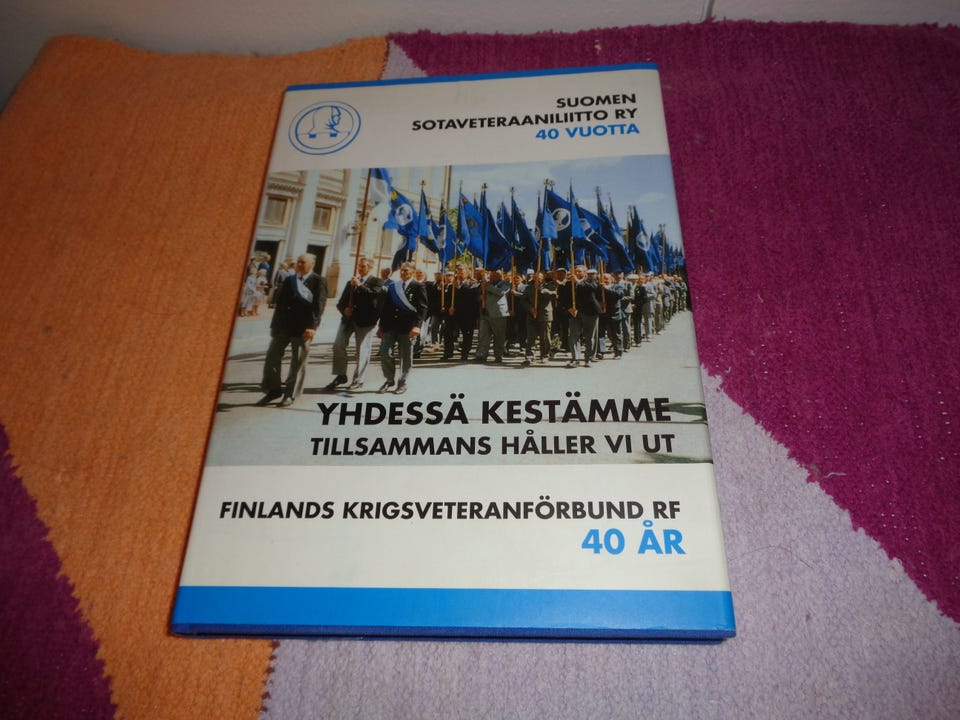 SUOMEN
SOTAVETERAANILIITTO RY
40 VUOTTA
YHDESSÄ KESTÄMME
TILLSAMMANS HÅLLER VI UT
FINLANDS KRIGSVETERANFÖRBUND RF
40 ÅR